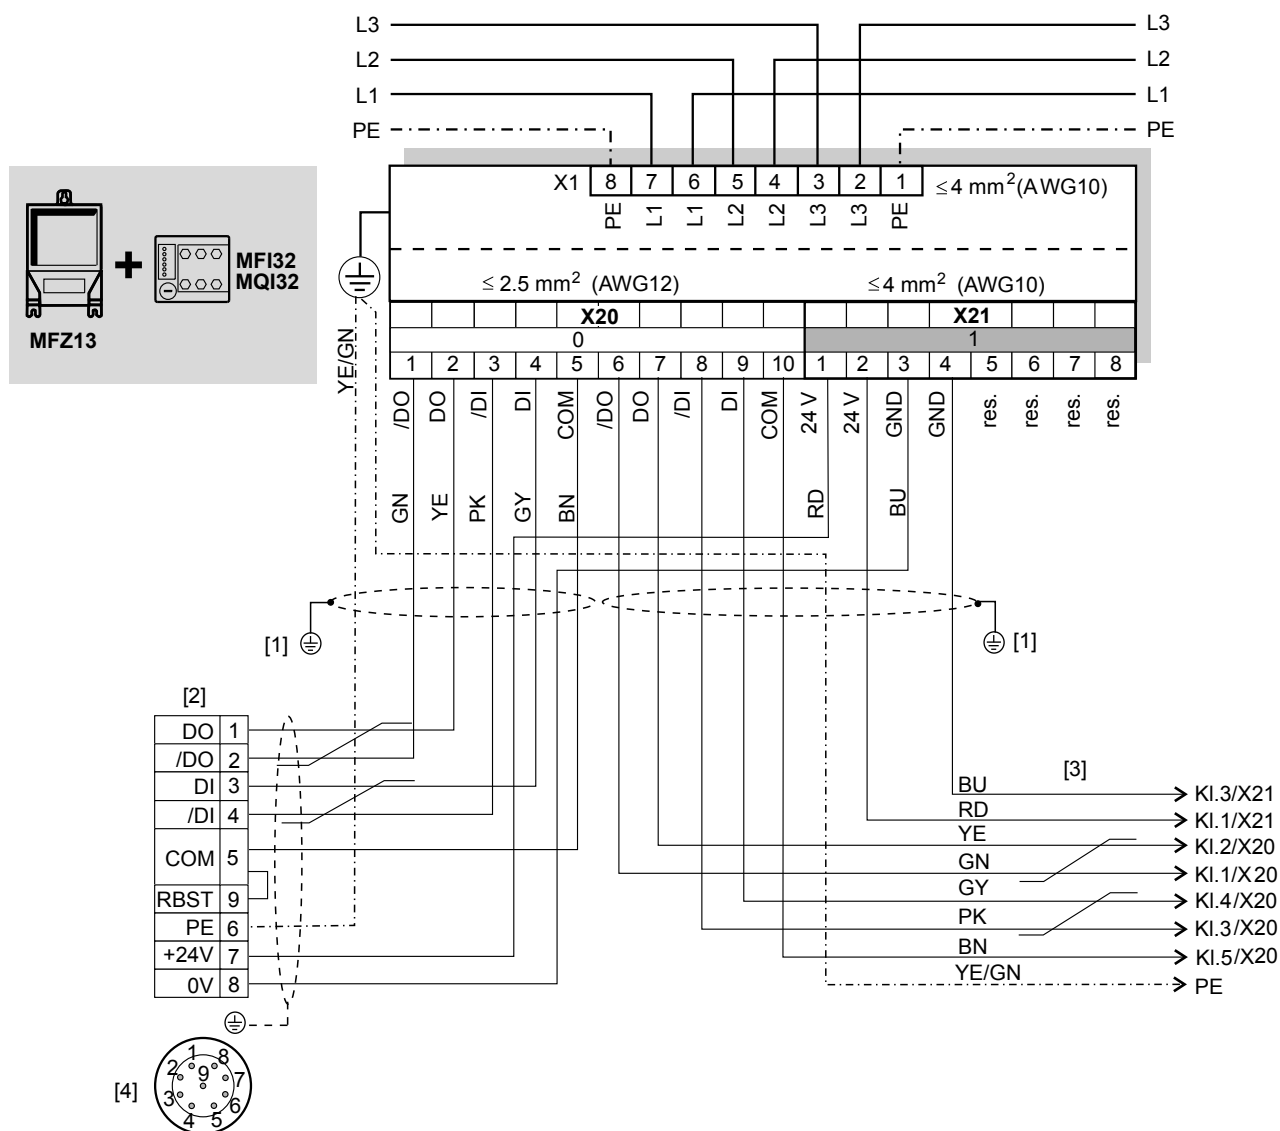 L3 L3
L2 L2
L1 L1
PE PE
X1 8 7 6 5 4 3 2 1 ≤4 mm²(AWG10)
PE L1 L1 L2 L2 L3 L3 PE
MFI32
MQI32
MFZ13
≤ 2.5 mm² (AWG12) ≤4 mm² (AWG10)
X20 X21
0 1
1 2 3 4 5 6 7 8 9 10 1 2 3 4 5 6 7 8
YE/GN
/DO DO /DI DI COM /DO DO /DI DI COM 24 V 24 V GND GND res. res. res. res.
GN YE PK GY BN RD BU
[1] [1]
[2]
DO 1
/DO 2
DI 3
/DI 4
COM 5
RBST 9
PE 6
+24V 7
0V 8
[3]
BU Kl.3/X21
RD Kl.1/X21
YE Kl.2/X20
GN Kl.1/X20
GY Kl.4/X20
PK Kl.3/X20
BN Kl.5/X20
YE/GN PE
[4]
1 8
2 9 7
3 6
4 5